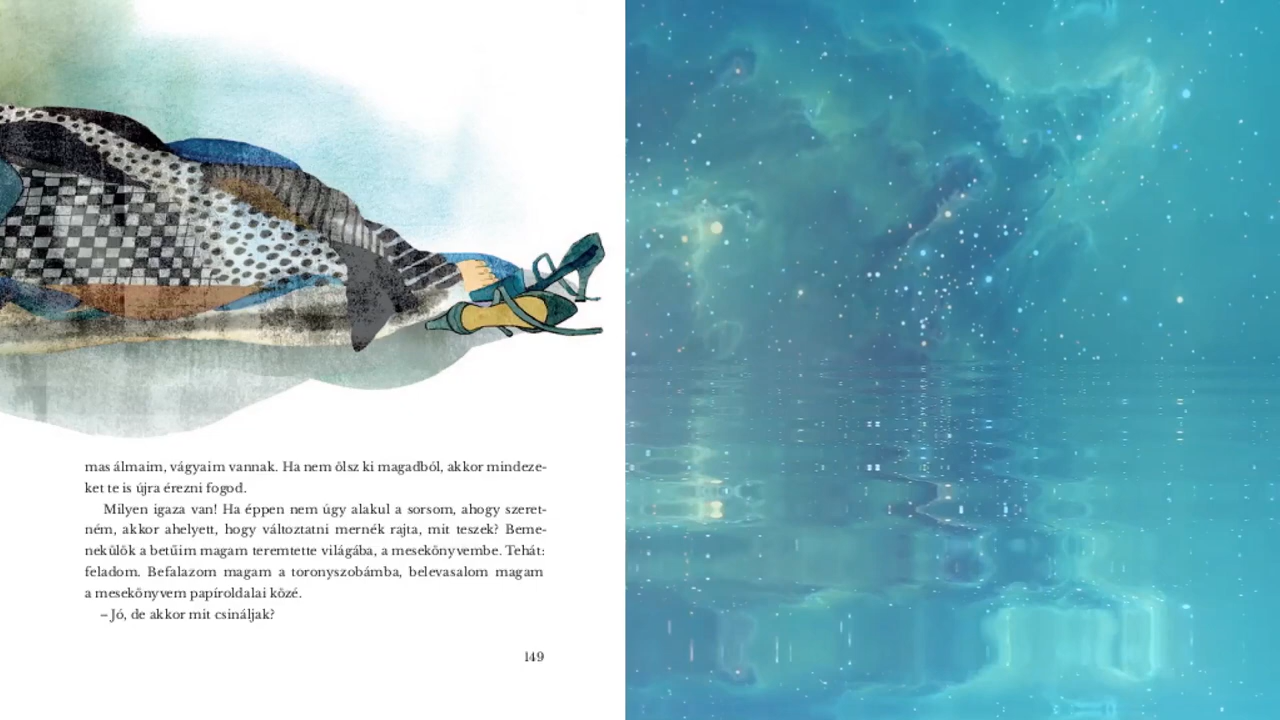 mas álmaim, vágyaim vannak. Ha nem ölsz ki magadból, akkor mindeze-
ket te is újra érezni fogod.
Milyen igaza van! Ha éppen nem úgy alakul a sorsom, ahogy szeret-
ném, akkor ahelyett, hogy változtatni mernék rajta, mit teszek? Beme-
nekülök a betűim magam teremtette világába, a mesekönyvembe. Tehát:
feladom. Befalazom magam a toronyszobámba, belevasalom magam
a mesekönyvem papíroldalai közé.
– Jó, de akkor mit csináljak?
149